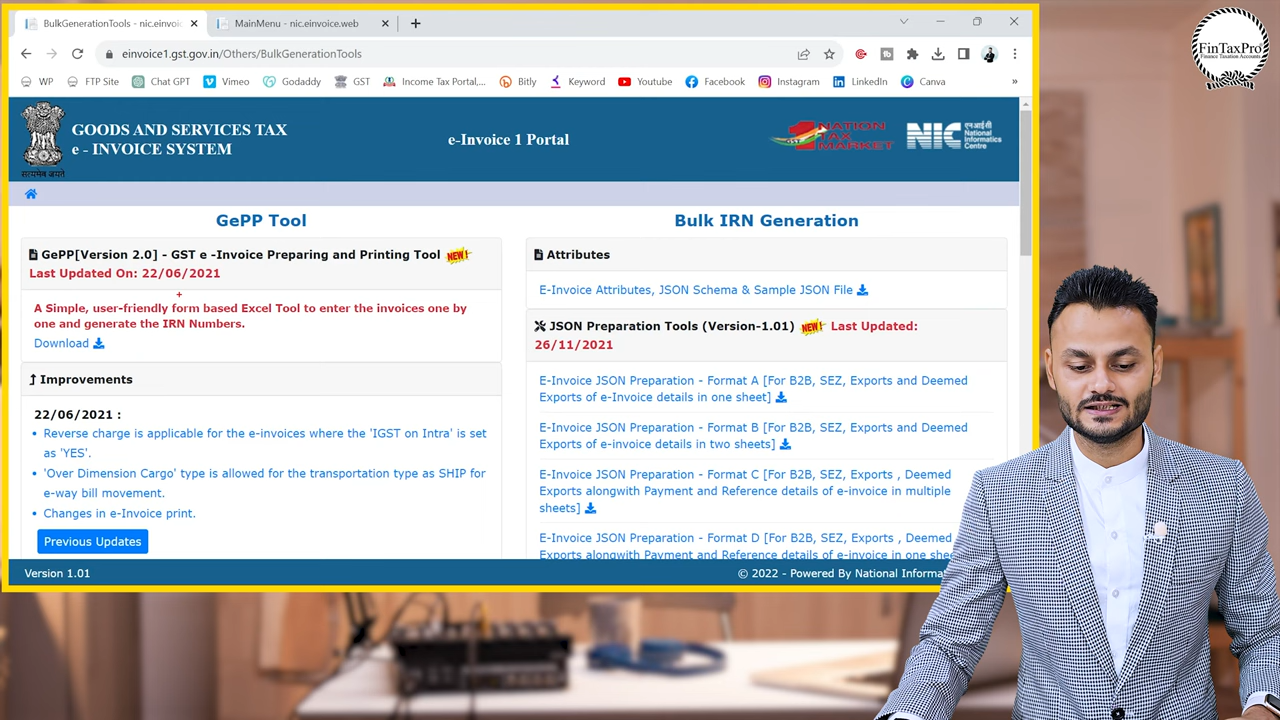 BulkGenerationTools - nic.einvoic
MainMenu - nic.einvoice.web
einvoice1.gst.gov.in/Others/BulkGenerationTools
WP
FTP Site
Chat GPT
Vimeo
Godaddy
GST
Income Tax Portal,...
Bitly
Keyword
Youtube
Facebook
Instagram
LinkedIn
Canva
FinTaxPro
Finance Taxation Accounts
GOODS AND SERVICES TAX
e - INVOICE SYSTEM
सत्यमेव जयते
e-Invoice 1 Portal
GST
NATION
TAX
MARKET
NIC
एन आई सी
National
Informatics
Centre
GePP Tool
GePP[Version 2.0] - GST e -Invoice Preparing and Printing Tool NEW!
Last Updated On: 22/06/2021
A Simple, user-friendly form based Excel Tool to enter the invoices one by
one and generate the IRN Numbers.
Download
Improvements
22/06/2021 :
• Reverse charge is applicable for the e-invoices where the 'IGST on Intra' is set
as 'YES'.
• 'Over Dimension Cargo' type is allowed for the transportation type as SHIP for
e-way bill movement.
• Changes in e-Invoice print.
Previous Updates
Bulk IRN Generation
Attributes
E-Invoice Attributes, JSON Schema & Sample JSON File
JSON Preparation Tools (Version-1.01) NEW! Last Updated:
26/11/2021
E-Invoice JSON Preparation - Format A [For B2B, SEZ, Exports and Deemed
Exports of e-Invoice details in one sheet]
E-Invoice JSON Preparation - Format B [For B2B, SEZ, Exports and Deemed
Exports of e-invoice details in two sheets]
E-Invoice JSON Preparation - Format C [For B2B, SEZ, Exports , Deemed
Exports alongwith Payment and Reference details of e-invoice in multiple
sheets]
E-Invoice JSON Preparation - Format D [For B2B, SEZ, Exports , Deemed
Exports alongwith Payment and Reference details of e-invoice in one shee
Version 1.01
© 2022 - Powered By National Informa